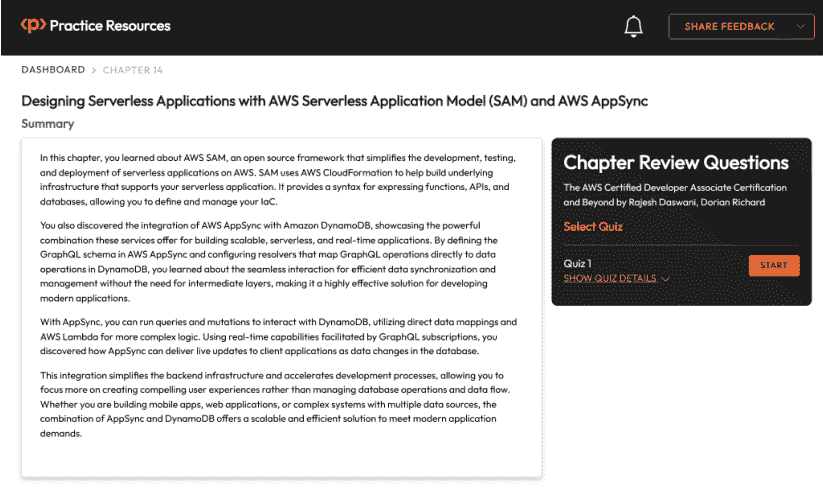 <p> Practice Resources
SHARE FEEDBACK
DASHBOARD > CHAPTER 14
Designing Serverless Applications with AWS Serverless Application Model (SAM) and AWS AppSync
Summary
In this chapter, you learned about AWS SAM, an open source framework that simplifies the development, testing,
and deployment of serverless applications on AWS. SAM uses AWS CloudFormation to help build underlying
infrastructure that supports your serverless application. It provides a syntax for expressing functions, APIs, and
databases, allowing you to define and manage your IaC.
You also discovered the integration of AWS AppSync with Amazon DynamoDB, showcasing the powerful
combination these services offer for building scalable, serverless, and real-time applications. By defining the
GraphQL schema in AWS AppSync and configuring resolvers that map GraphQL operations directly to data
operations in DynamoDB, you learned about the seamless interaction for efficient data synchronization and
management without the need for intermediate layers, making it a highly effective solution for developing
modern applications.
With AppSync, you can run queries and mutations to interact with DynamoDB, utilizing direct data mappings and
AWS Lambda for more complex logic. Using real-time capabilities facilitated by GraphQL subscriptions, you
discovered how AppSync can deliver live updates to client applications as data changes in the database.
This integration simplifies the backend infrastructure and accelerates development processes, allowing you to
focus more on creating compelling user experiences rather than managing database operations and data flow.
Whether you are building mobile apps, web applications, or complex systems with multiple data sources, the
combination of AppSync and DynamoDB offers a scalable and efficient solution to meet modern application
demands.
Chapter Review Questions
The AWS Certified Developer Associate Certification
and Beyond by Rajesh Daswani, Dorian Richard
Select Quiz
Quiz 1
SHOW QUIZ DETAILS
START